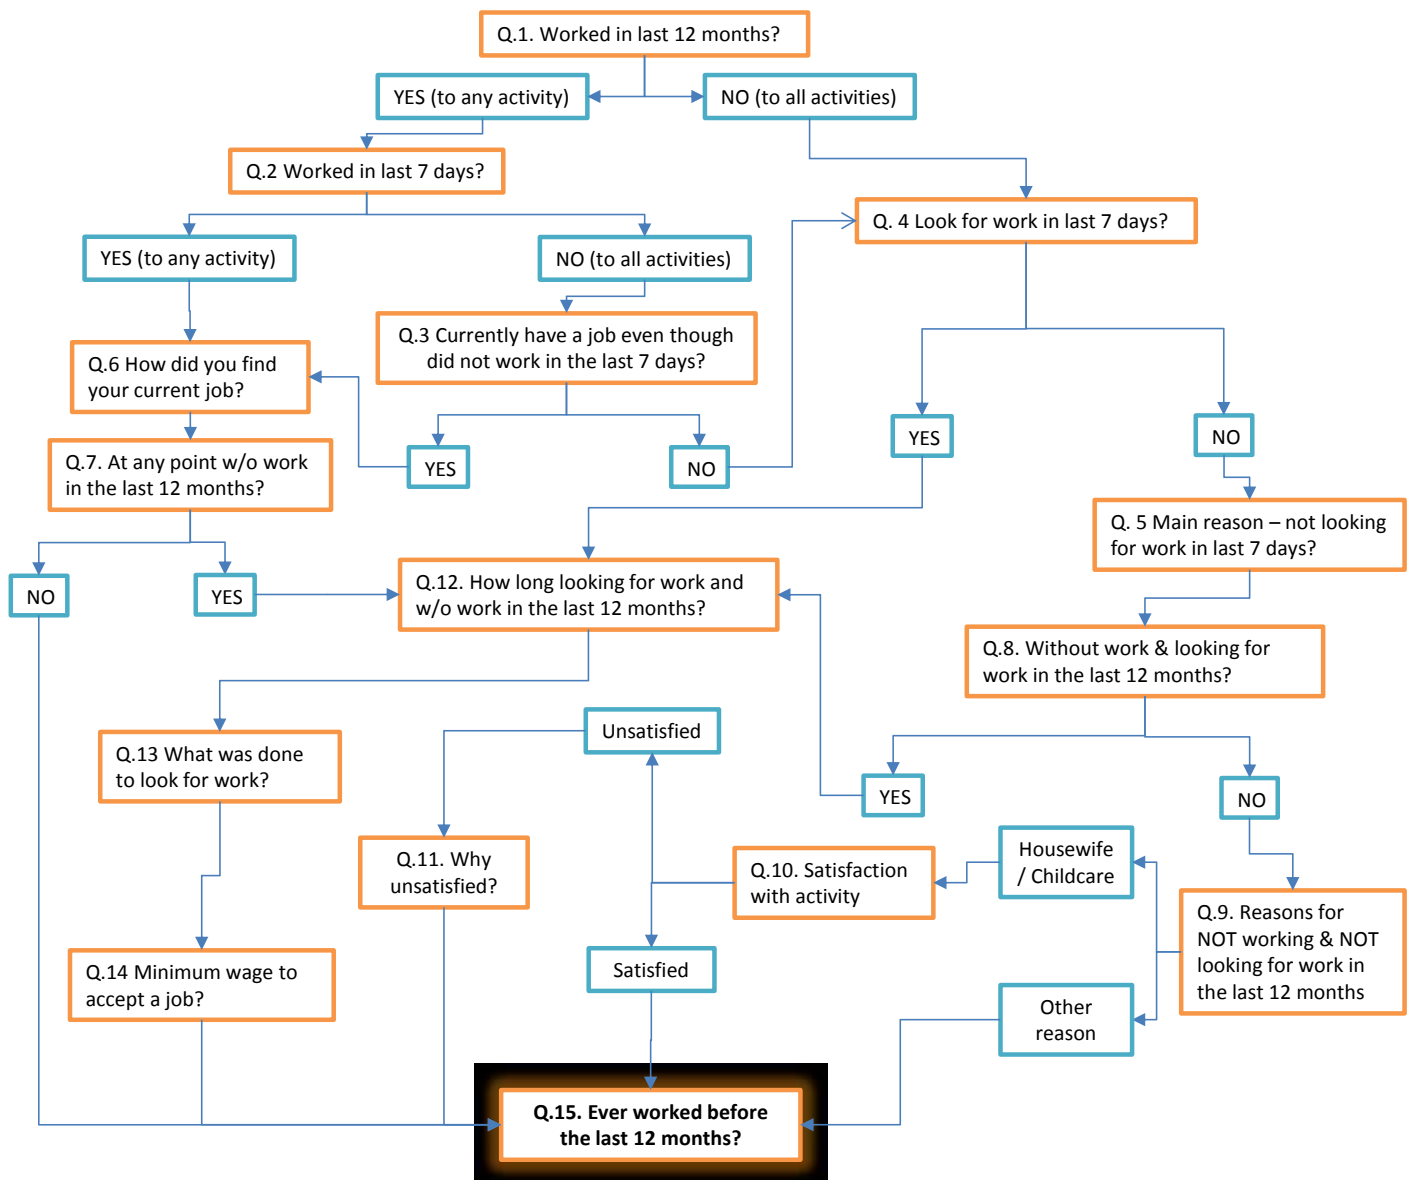 Q.1. Worked in last 12 months?
YES (to any activity)
NO (to all activities)
Q.2 Worked in last 7 days?
Q. 4 Look for work in last 7 days?
YES (to any activity)
NO (to all activities)
Q.3 Currently have a job even though
did not work in the last 7 days?
Q.6 How did you find
your current job?
YES
NO
YES
NO
Q.7. At any point w/o work
in the last 12 months?
Q. 5 Main reason – not looking
for work in last 7 days?
NO
YES
Q.12. How long looking for work and
w/o work in the last 12 months?
Q.8. Without work & looking for
work in the last 12 months?
Unsatisfied
Q.13 What was done
to look for work?
YES
NO
Q.11. Why
unsatisfied?
Q.10. Satisfaction
with activity
Housewife
/ Childcare
Q.9. Reasons for
NOT working & NOT
looking for work in
the last 12 months
Q.14 Minimum wage to
accept a job?
Satisfied
Other
reason
Q.15. Ever worked before
the last 12 months?